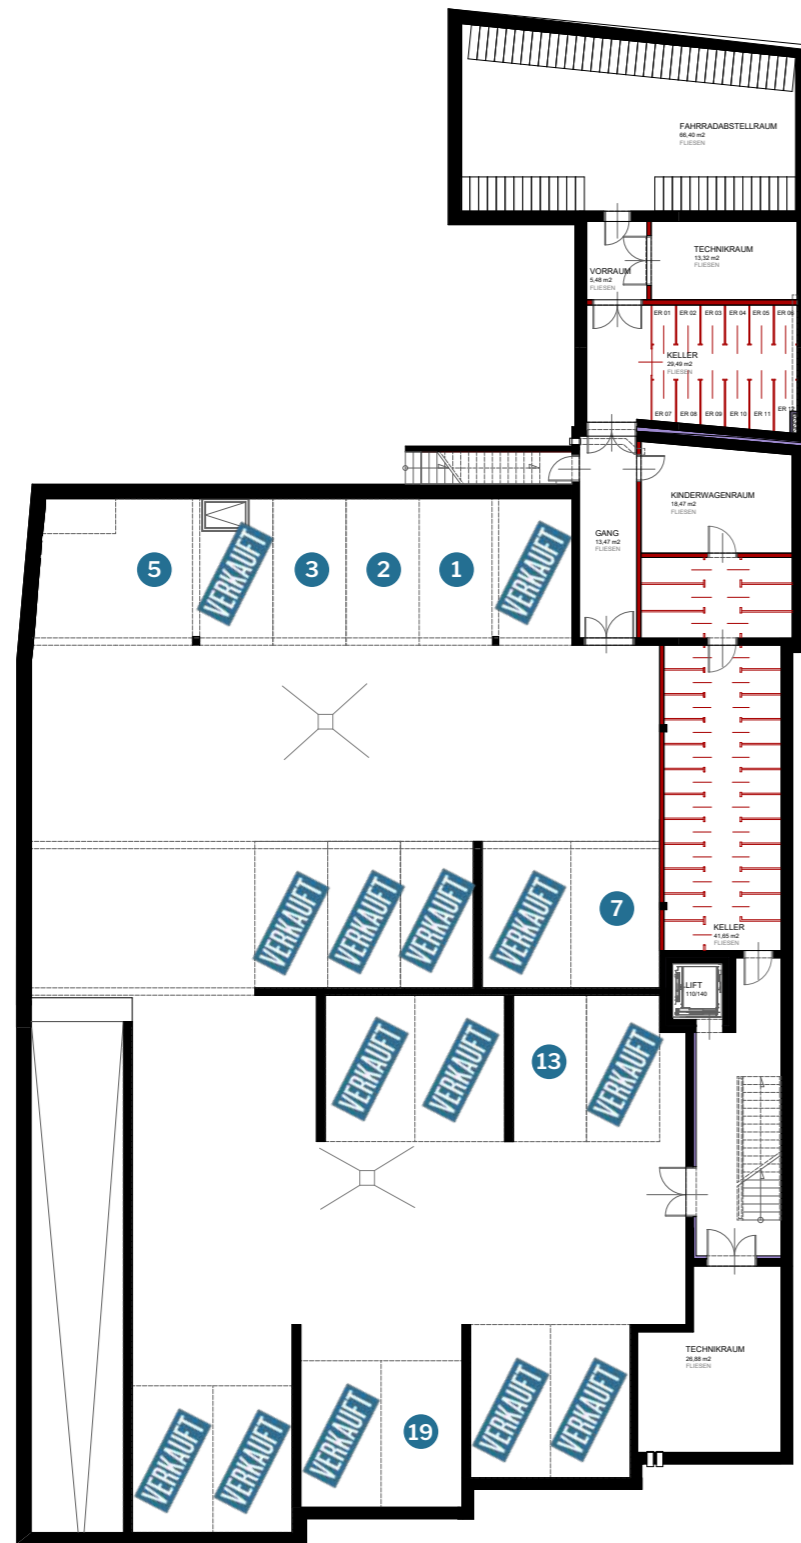 FAHRRADABSTELLRAUM
66,40 m2
FLIESEN
TECHNIKRAUM
13,32 m2
FLIESEN
VORRAUM
5,48 m2
FLIESEN
ER 01 ER 02 ER 03 ER 04 ER 05 ER 06
KELLER
29,49 m2
FLIESEN
ER 07 ER 08 ER 09 ER 10 ER 11 ER 12
KINDERWAGENRAUM
18,47 m2
FLIESEN
GANG
13,47 m2
FLIESEN
5 VERKAUFT 3 2 1 VERKAUFT
VERKAUFT VERKAUFT VERKAUFT VERKAUFT 7
KELLER
41,65 m2
FLIESEN
LIFT
110/140
VERKAUFT VERKAUFT 13 VERKAUFT
TECHNIKRAUM
26,88 m2
FLIESEN
VERKAUFT VERKAUFT VERKAUFT 19 VERKAUFT VERKAUFT